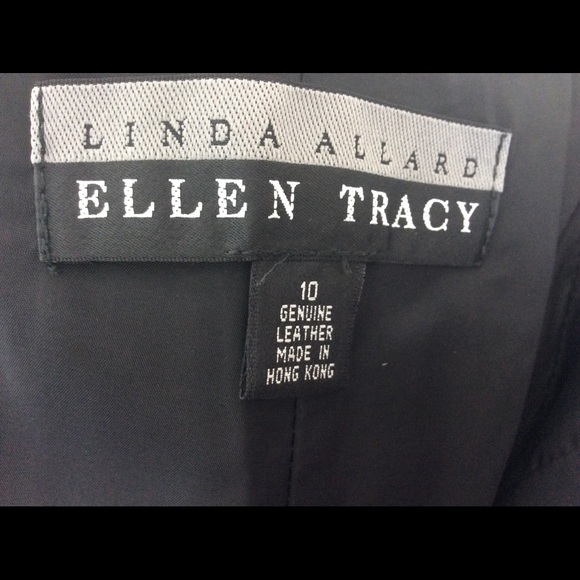 LINDA ALLARD
ELLEN TRACY
10
GENUINE
LEATHER
MADE IN
HONG KONG